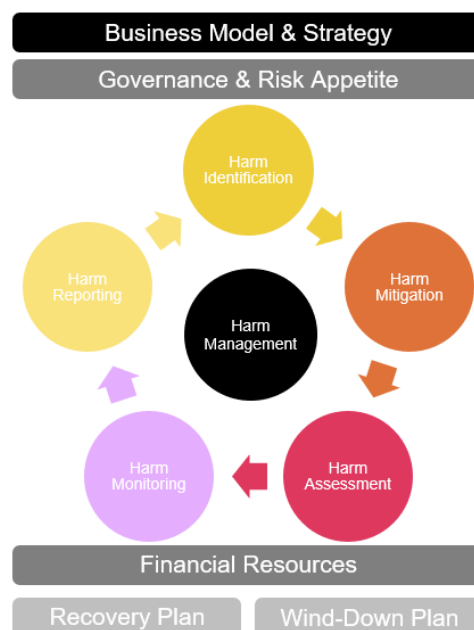 Business Model & Strategy
Governance & Risk Appetite
Harm
Identification
Harm
Reporting
Harm
Mitigation
Harm
Management
Harm
Monitoring
Harm
Assessment
Financial Resources
Recovery Plan
Wind-Down Plan